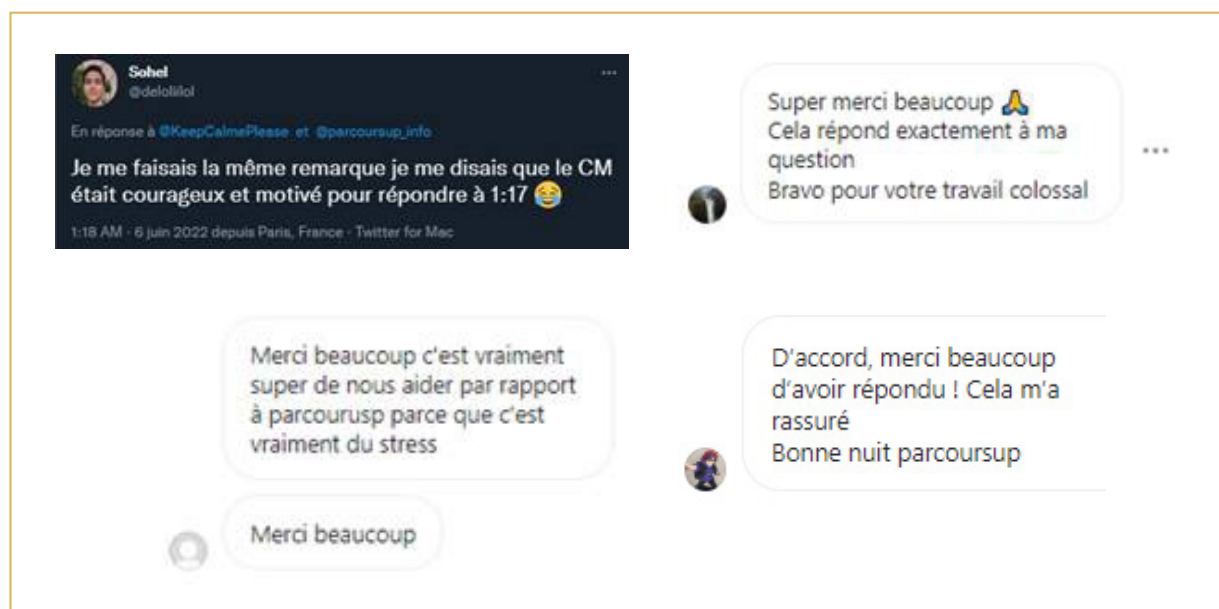 Sohel
@delolilol
En réponse à @KeepCalmePlease et @parcoursup_info
Je me faisais la même remarque je me disais que le CM
était courageux et motivé pour répondre à 1:17 😂
1:18 AM · 6 juin 2022 depuis Paris, France · Twitter for Mac
Super merci beaucoup 🙏
Cela répond exactement à ma
question
Bravo pour votre travail colossal
Merci beaucoup c'est vraiment
super de nous aider par rapport
à parcourusp parce que c'est
vraiment du stress
Merci beaucoup
D'accord, merci beaucoup
d'avoir répondu ! Cela m'a
rassuré
Bonne nuit parcoursup